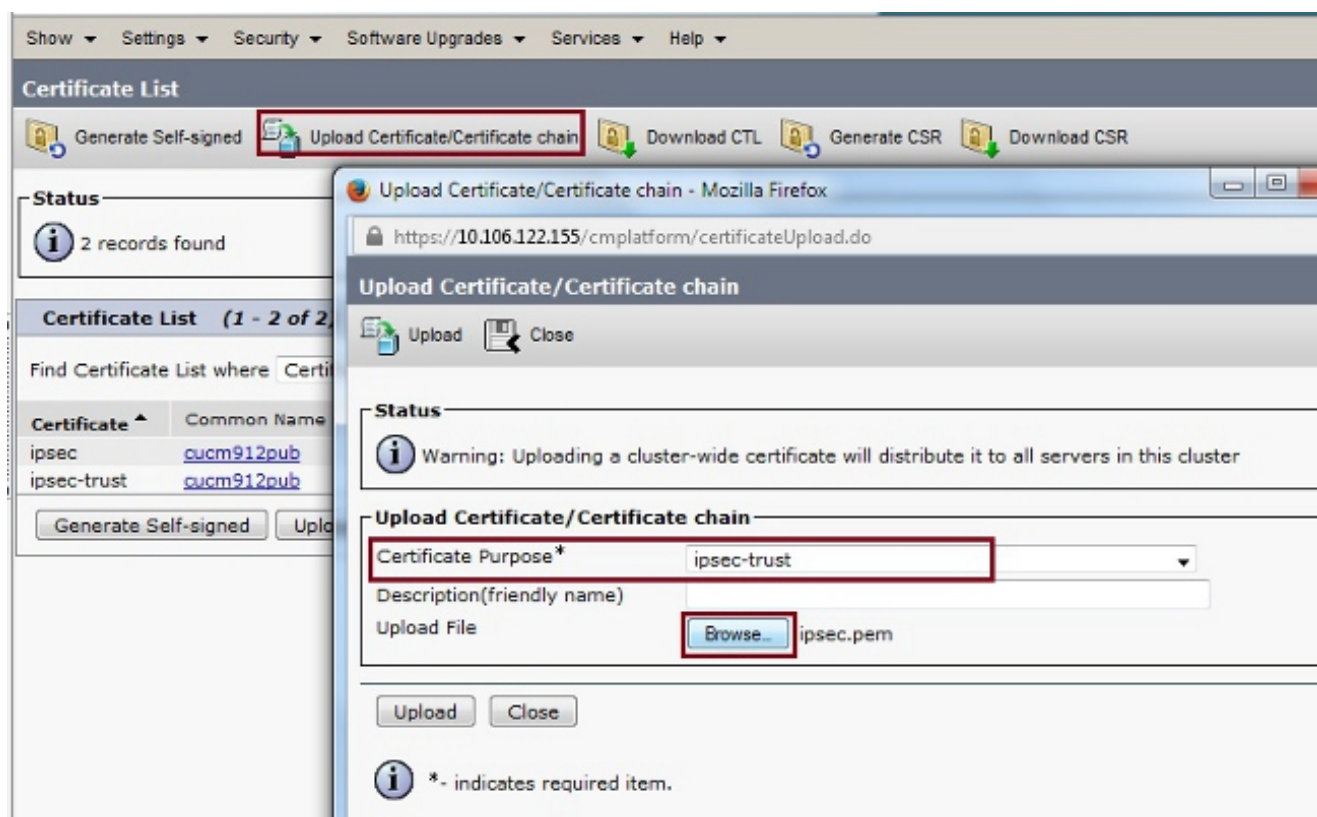 Show Settings Security Software Upgrades Services Help
Certificate List
Generate Self-signed Upload Certificate/Certificate chain Download CTL Generate CSR Download CSR
Status
2 records found
Certificate List (1 - 2 of 2)
Find Certificate List where
Certificate Common Name
ipsec cucm912pub
ipsec-trust cucm912pub
Generate Self-signed
Upload Certificate/Certificate chain - Mozilla Firefox
https://10.106.122.155/cmplatform/certificateUpload.do
Upload Certificate/Certificate chain
Upload Close
Status
Warning: Uploading a cluster-wide certificate will distribute it to all servers in this cluster
Upload Certificate/Certificate chain
Certificate Purpose* ipsec-trust
Description(friendly name)
Upload File Browse... ipsec.pem
Upload Close
*- indicates required item.